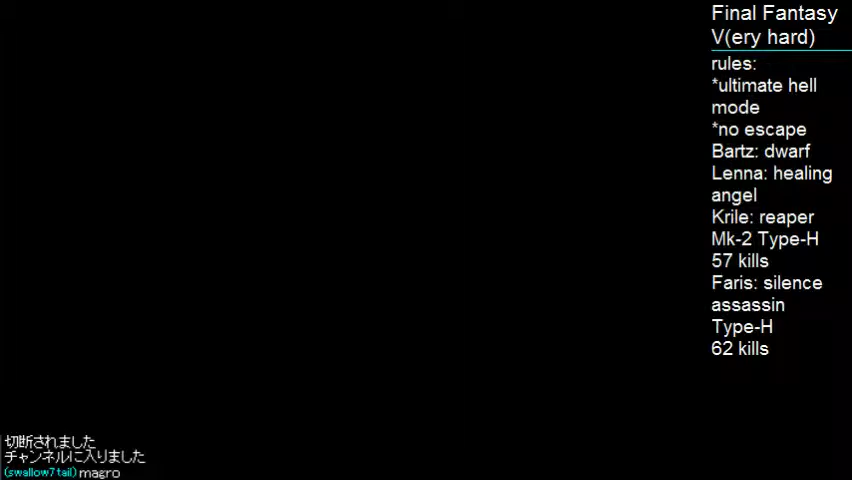 Final Fantasy
V(ery hard)
rules:
*ultimate hell
mode
*no escape
Bartz: dwarf
Lenna: healing
angel
Krile: reaper
Mk-2 Type-H
57 kills
Faris: silence
assassin
Type-H
62 kills
切断されました
チャンネルに入りました
(swallow7tail) magro